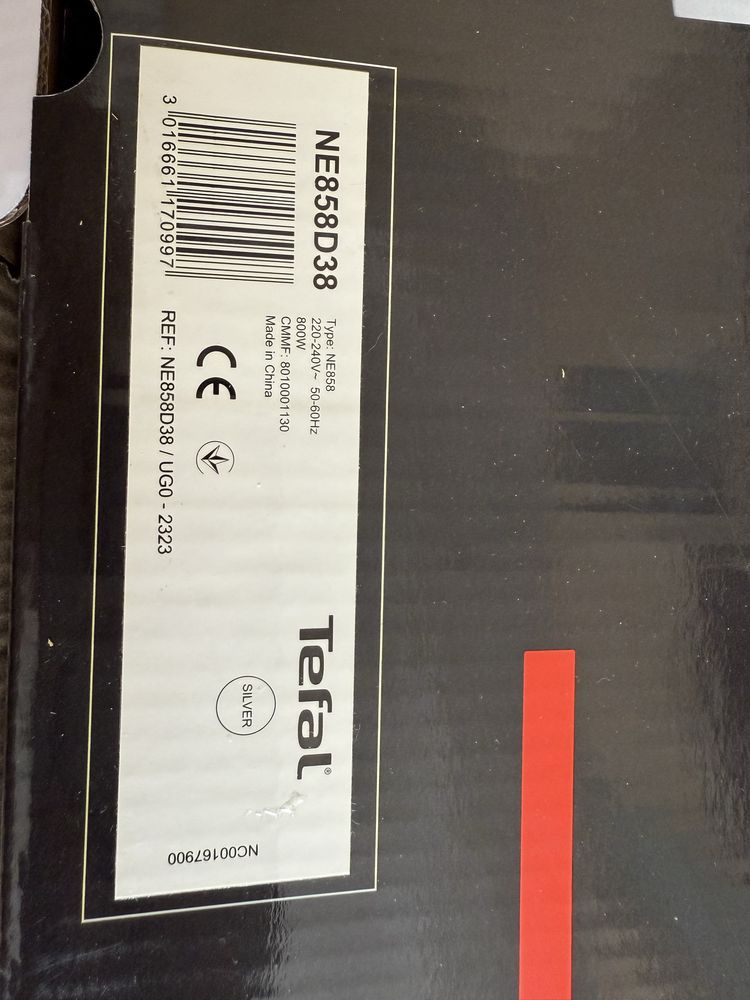 NE858D38
3 016661 170997
Type: NE858
220-240V~ 50-60Hz
800W
CMMF: 8010001130
Made in China
CE
REF: NE858D38 / UG0 - 2323
Tefal®
SILVER
NC00167900